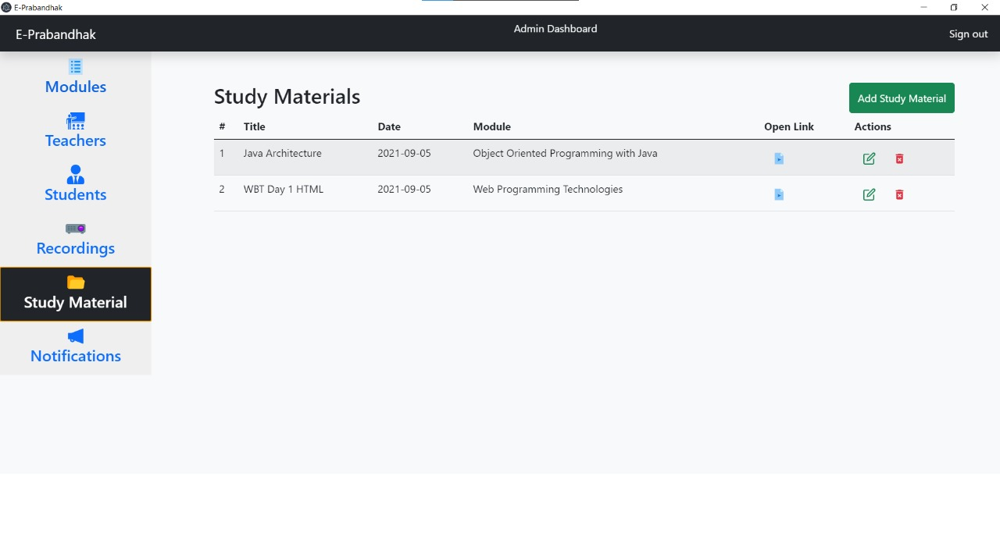 E-Prabandhak
E-Prabandhak
Admin Dashboard
Sign out
Modules
Teachers
Students
Recordings
Study Material
Notifications
Study Materials
Add Study Material
# Title Date Module Open Link Actions
1 Java Architecture 2021-09-05 Object Oriented Programming with Java
2 WBT Day 1 HTML 2021-09-05 Web Programming Technologies